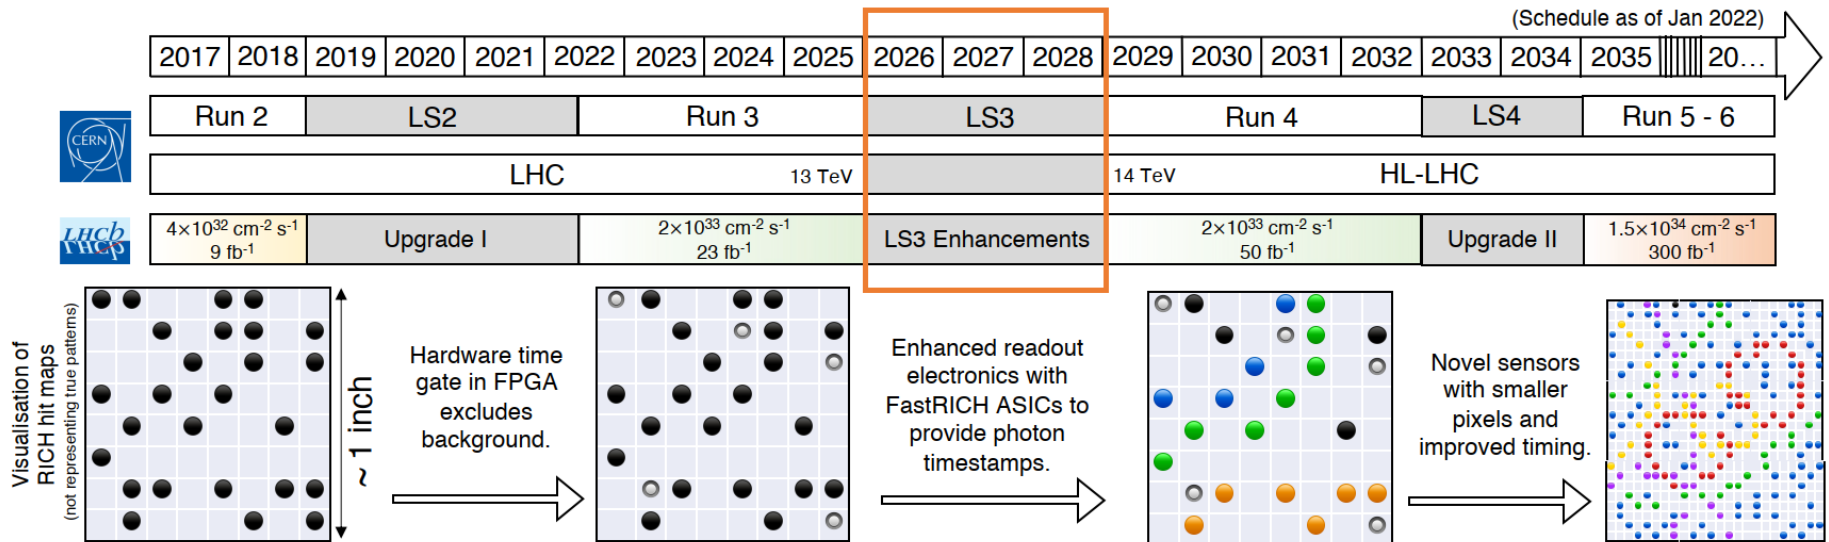 (Schedule as of Jan 2022)
2017 2018 2019 2020 2021 2022 2023 2024 2025 2026 2027 2028 2029 2030 2031 2032 2033 2034 2035 20...
CERN
Run 2 LS2 Run 3 LS3 Run 4 LS4 Run 5 - 6
LHC 13 TeV 14 TeV HL-LHC
LHCb
LHCb
4×10³² cm-² s-¹
9 fb-¹
Upgrade I
2×10³³ cm-² s-¹
23 fb-¹
LS3 Enhancements
2×10³³ cm-² s-¹
50 fb-¹
Upgrade II
1.5×10³⁴ cm-² s-¹
300 fb-¹
Visualisation of
RICH hit maps
(not representing true patterns)
~ 1 inch
Hardware time
gate in FPGA
excludes
background.
Enhanced readout
electronics with
FastRICH ASICs to
provide photon
timestamps.
Novel sensors
with smaller
pixels and
improved timing.